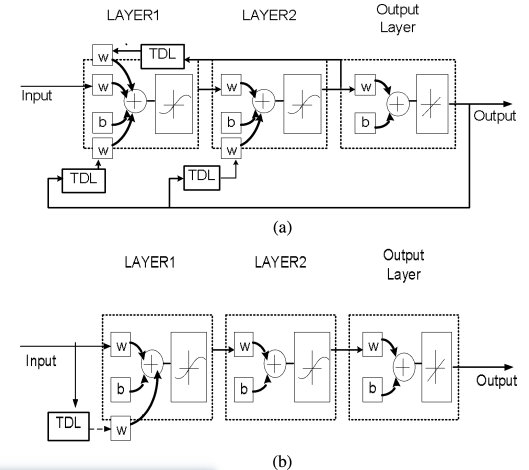 LAYER1 LAYER2 Output Layer
w TDL
Input w w w
b b b Output
w w
TDL TDL
(a)
LAYER1 LAYER2 Output Layer
w w w
Input
b b b Output
TDL w
(b)